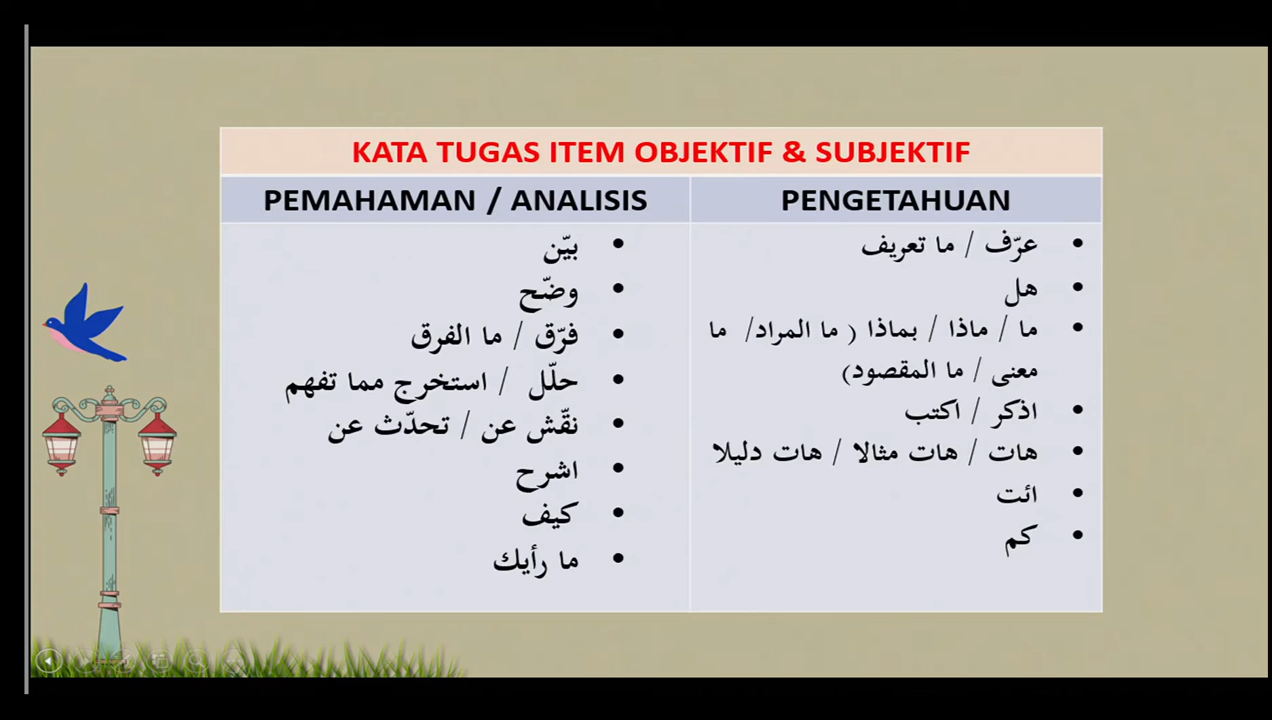 KATA TUGAS ITEM OBJEKTIF & SUBJEKTIF
PENGETAHUAN
• عرّف / ما تعريف
• هل
• ما / ماذا / بماذا ( ما المراد/ ما
معنى / ما المقصود)
• اذكر / اكتب
• هات / هات مثالا / هات دليلا
• ائت
• كم
PEMAHAMAN / ANALISIS
• بيّن
• وضّح
• فرّق / ما الفرق
• حلّل / استخرج مما تفهم
• نقّش عن / تحدّث عن
• اشرح
• كيف
• ما رأيك